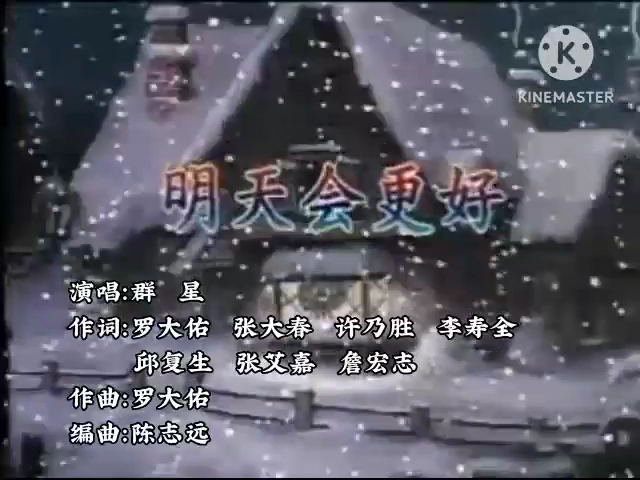 KINEMASTER
明天会更好
演唱:群 星
作词:罗大佑 张大春 许乃胜 李寿全
邱复生 张艾嘉 詹宏志
作曲:罗大佑
编曲:陈志远